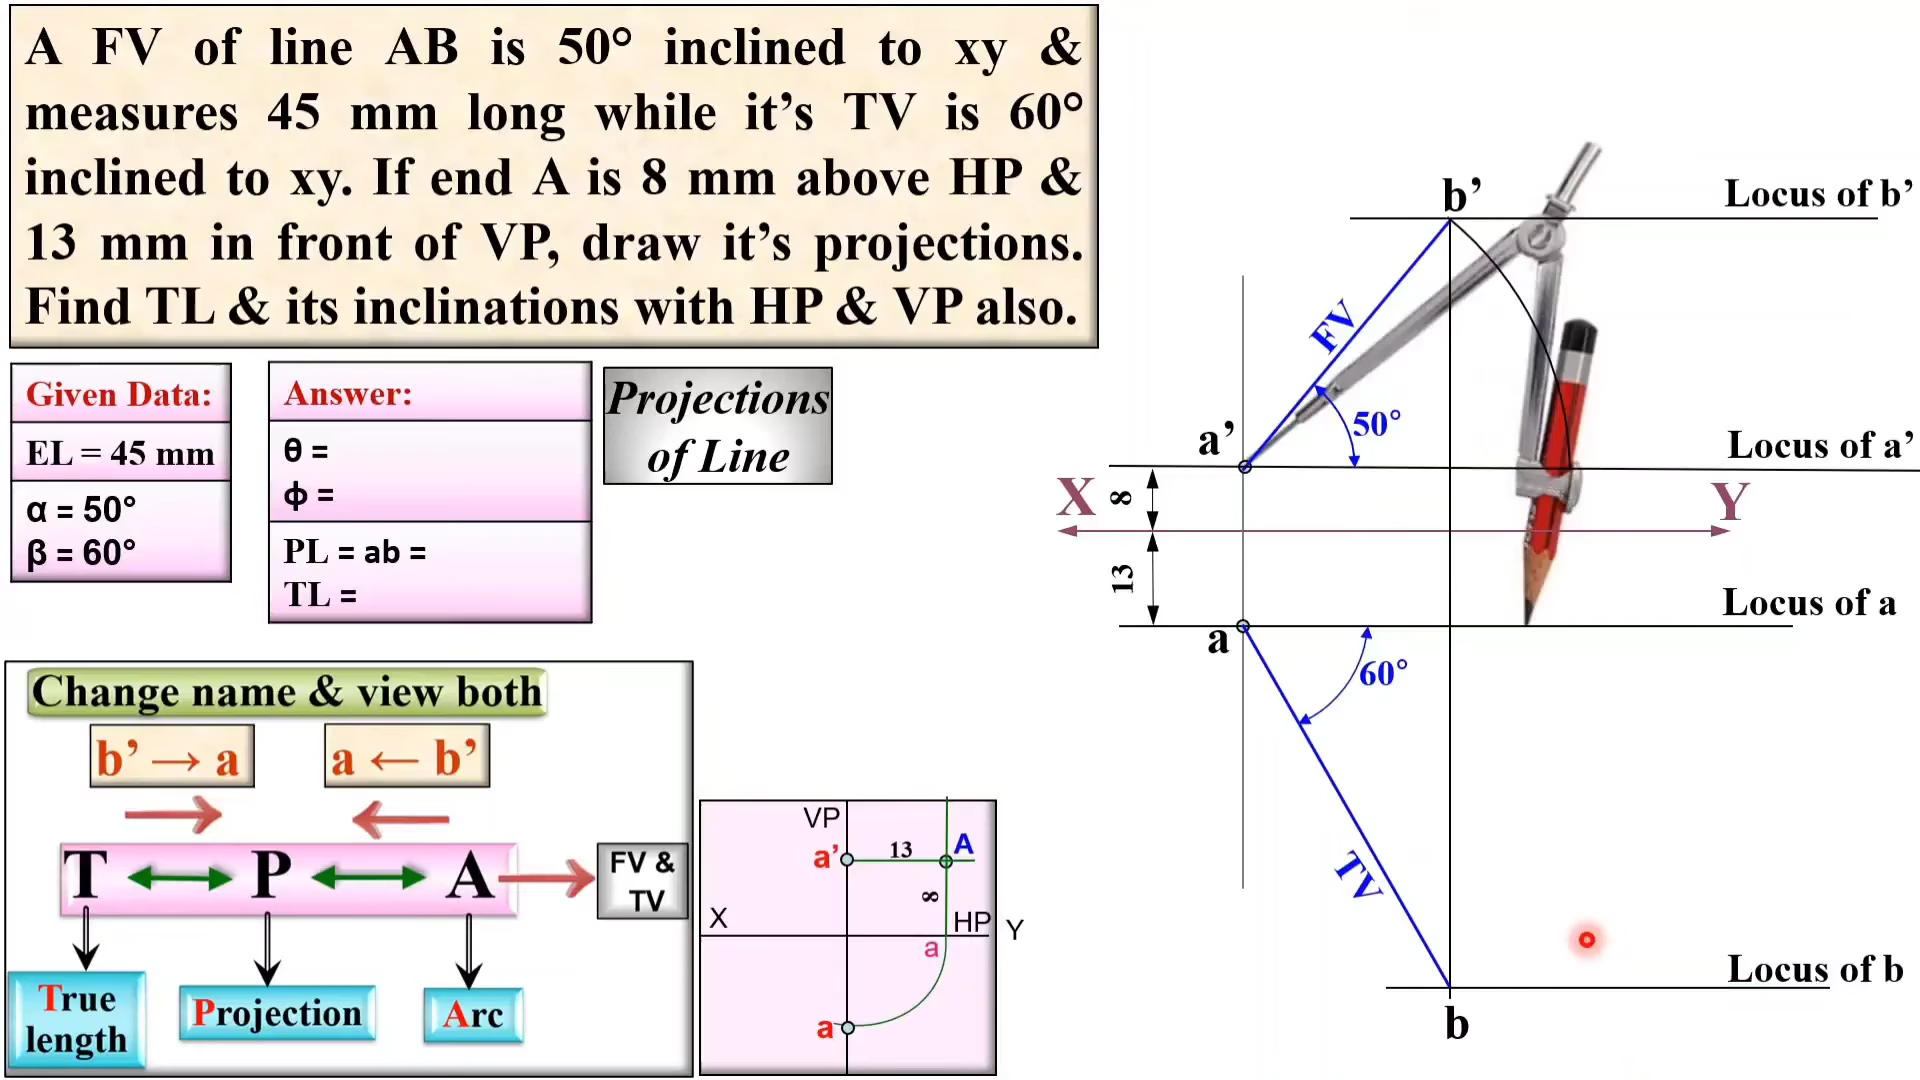 A FV of line AB is 50° inclined to xy &
measures 45 mm long while it’s TV is 60°
inclined to xy. If end A is 8 mm above HP &
13 mm in front of VP, draw it’s projections.
Find TL & its inclinations with HP & VP also.
Given Data:
EL = 45 mm
α = 50°
β = 60°
Answer:
θ =
ϕ =
PL = ab =
TL =
Projections
of Line
Change name & view both
b’ → a
a ← b’
T
P
A
FV &
TV
True
length
Projection
Arc
VP
a’
13
A
8
X
HP
Y
a
a
b’
Locus of b’
FV
50°
a’
Locus of a’
X
8
Y
13
Locus of a
a
60°
TV
Locus of b
b